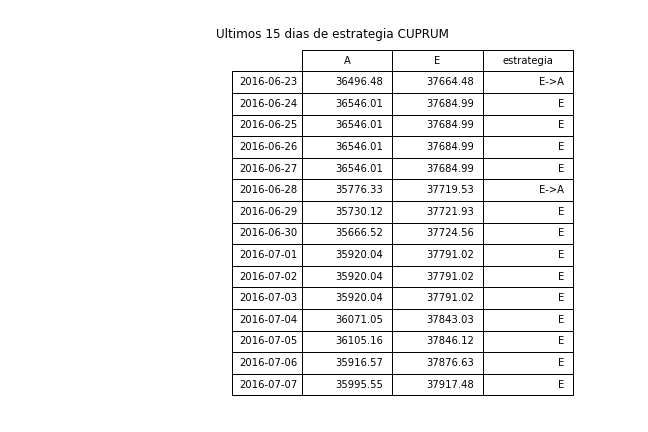 Ultimos 15 dias de estrategia CUPRUM
A E estrategia
2016-06-23 36496.48 37664.48 E->A
2016-06-24 36546.01 37684.99 E
2016-06-25 36546.01 37684.99 E
2016-06-26 36546.01 37684.99 E
2016-06-27 36546.01 37684.99 E
2016-06-28 35776.33 37719.53 E->A
2016-06-29 35730.12 37721.93 E
2016-06-30 35666.52 37724.56 E
2016-07-01 35920.04 37791.02 E
2016-07-02 35920.04 37791.02 E
2016-07-03 35920.04 37791.02 E
2016-07-04 36071.05 37843.03 E
2016-07-05 36105.16 37846.12 E
2016-07-06 35916.57 37876.63 E
2016-07-07 35995.55 37917.48 E